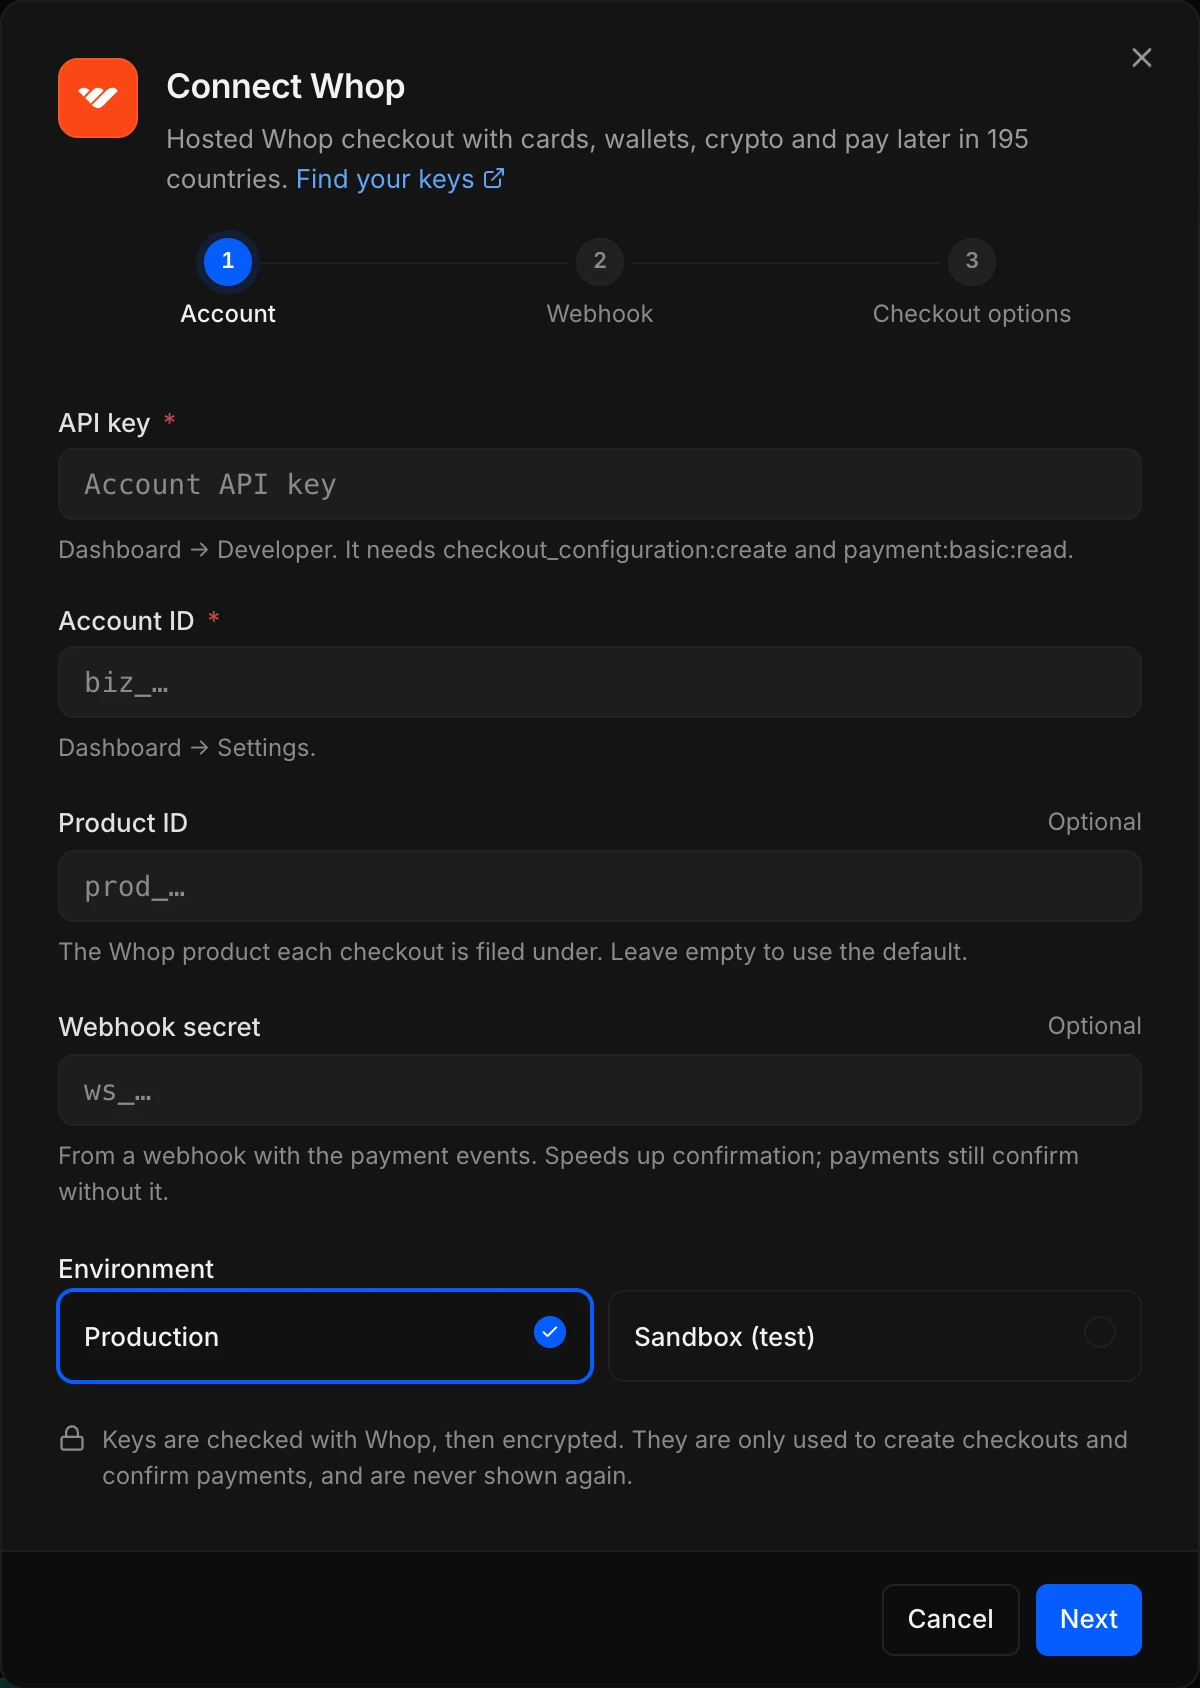 Connect Whop
Hosted Whop checkout with cards, wallets, crypto and pay later in 195
countries. Find your keys
1
Account
2
Webhook
3
Checkout options
API key *
Account API key
Dashboard → Developer. It needs checkout_configuration:create and payment:basic:read.
Account ID *
biz_…
Dashboard → Settings.
Product ID Optional
prod_…
The Whop product each checkout is filed under. Leave empty to use the default.
Webhook secret Optional
ws_…
From a webhook with the payment events. Speeds up confirmation; payments still confirm
without it.
Environment
Production
Sandbox (test)
Keys are checked with Whop, then encrypted. They are only used to create checkouts and
confirm payments, and are never shown again.
Cancel Next